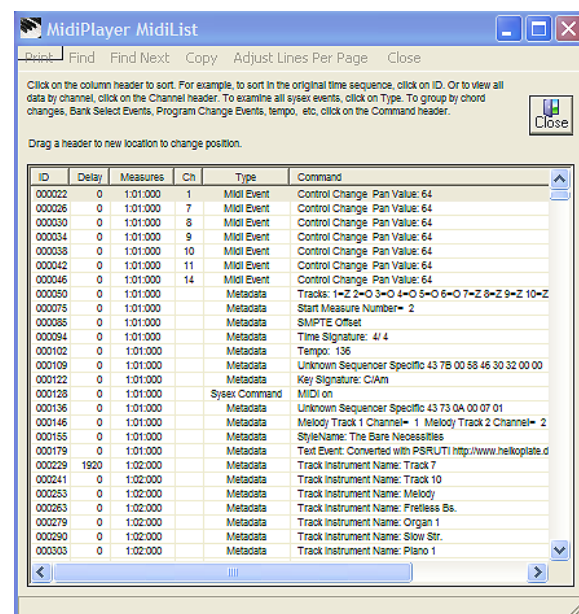 MidiPlayer MidiList
Print Find Find Next Copy Adjust Lines Per Page Close
Click on the column header to sort. For example, to sort in the original time sequence, click on ID. Or to view all
data by channel, click on the Channel header. To examine all sysex events, click on Type. To group by chord
changes, Bank Select Events, Program Change Events, tempo, etc, click on the Command header.
Close
Drag a header to new location to change position.
ID Delay Measures Ch Type Command
000022 0 1:01:000 1 Midi Event Control Change Pan Value: 64
000026 0 1:01:000 7 Midi Event Control Change Pan Value: 64
000030 0 1:01:000 8 Midi Event Control Change Pan Value: 64
000034 0 1:01:000 9 Midi Event Control Change Pan Value: 64
000038 0 1:01:000 10 Midi Event Control Change Pan Value: 64
000042 0 1:01:000 11 Midi Event Control Change Pan Value: 64
000046 0 1:01:000 14 Midi Event Control Change Pan Value: 64
000050 0 1:01:000 Metadata Tracks: 1=Z 2=O 3=O 4=O 5=O 6=O 7=Z 8=Z 9=Z 10=Z
000075 0 1:01:000 Metadata Start Measure Number= 2
000085 0 1:01:000 Metadata SMPTE Offset
000094 0 1:01:000 Metadata Time Signature: 4/ 4
000102 0 1:01:000 Metadata Tempo: 136
000109 0 1:01:000 Metadata Unknown Sequencer Specific 43 7B 00 58 46 30 32 00 00
000122 0 1:01:000 Metadata Key Signature: C/Am
000128 0 1:01:000 Sysex Command MIDI on
000136 0 1:01:000 Metadata Unknown Sequencer Specific 43 73 0A 00 07 01
000146 0 1:01:000 Metadata Melody Track 1 Channel= 1 Melody Track 2 Channel= 2
000155 0 1:01:000 Metadata StyleName: The Bare Necessities
000179 0 1:01:000 Metadata Text Event: Converted with PSRUTI http://www.heikoplate.d
000229 1920 1:02:000 Metadata Track Instrument Name: Track 7
000241 0 1:02:000 Metadata Track Instrument Name: Track 10
000253 0 1:02:000 Metadata Track Instrument Name: Melody
000263 0 1:02:000 Metadata Track Instrument Name: Fretless Bs.
000279 0 1:02:000 Metadata Track Instrument Name: Organ 1
000290 0 1:02:000 Metadata Track Instrument Name: Slow Str.
000303 0 1:02:000 Metadata Track Instrument Name: Piano 1